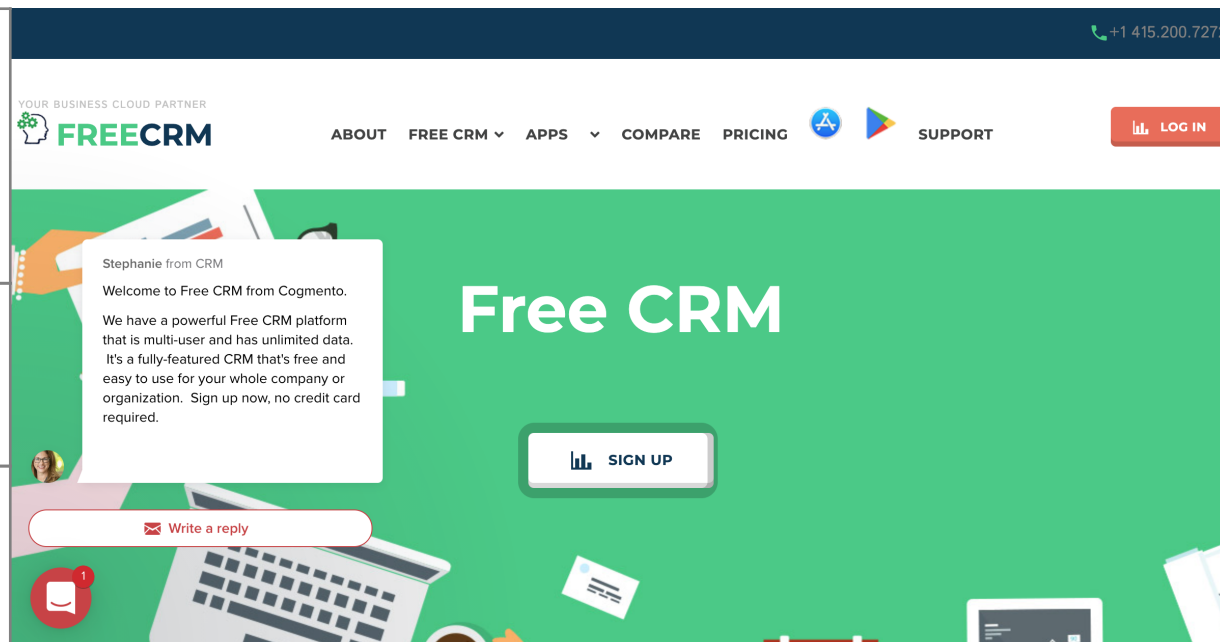 +1 415.200.727
YOUR BUSINESS CLOUD PARTNER
FREECRM
ABOUT FREE CRM APPS COMPARE PRICING SUPPORT
LOG IN
Stephanie from CRM
Welcome to Free CRM from Cogmento.
We have a powerful Free CRM platform
that is multi-user and has unlimited data.
It's a fully-featured CRM that's free and
easy to use for your whole company or
organization. Sign up now, no credit card
required.
Free CRM
SIGN UP
Write a reply
1